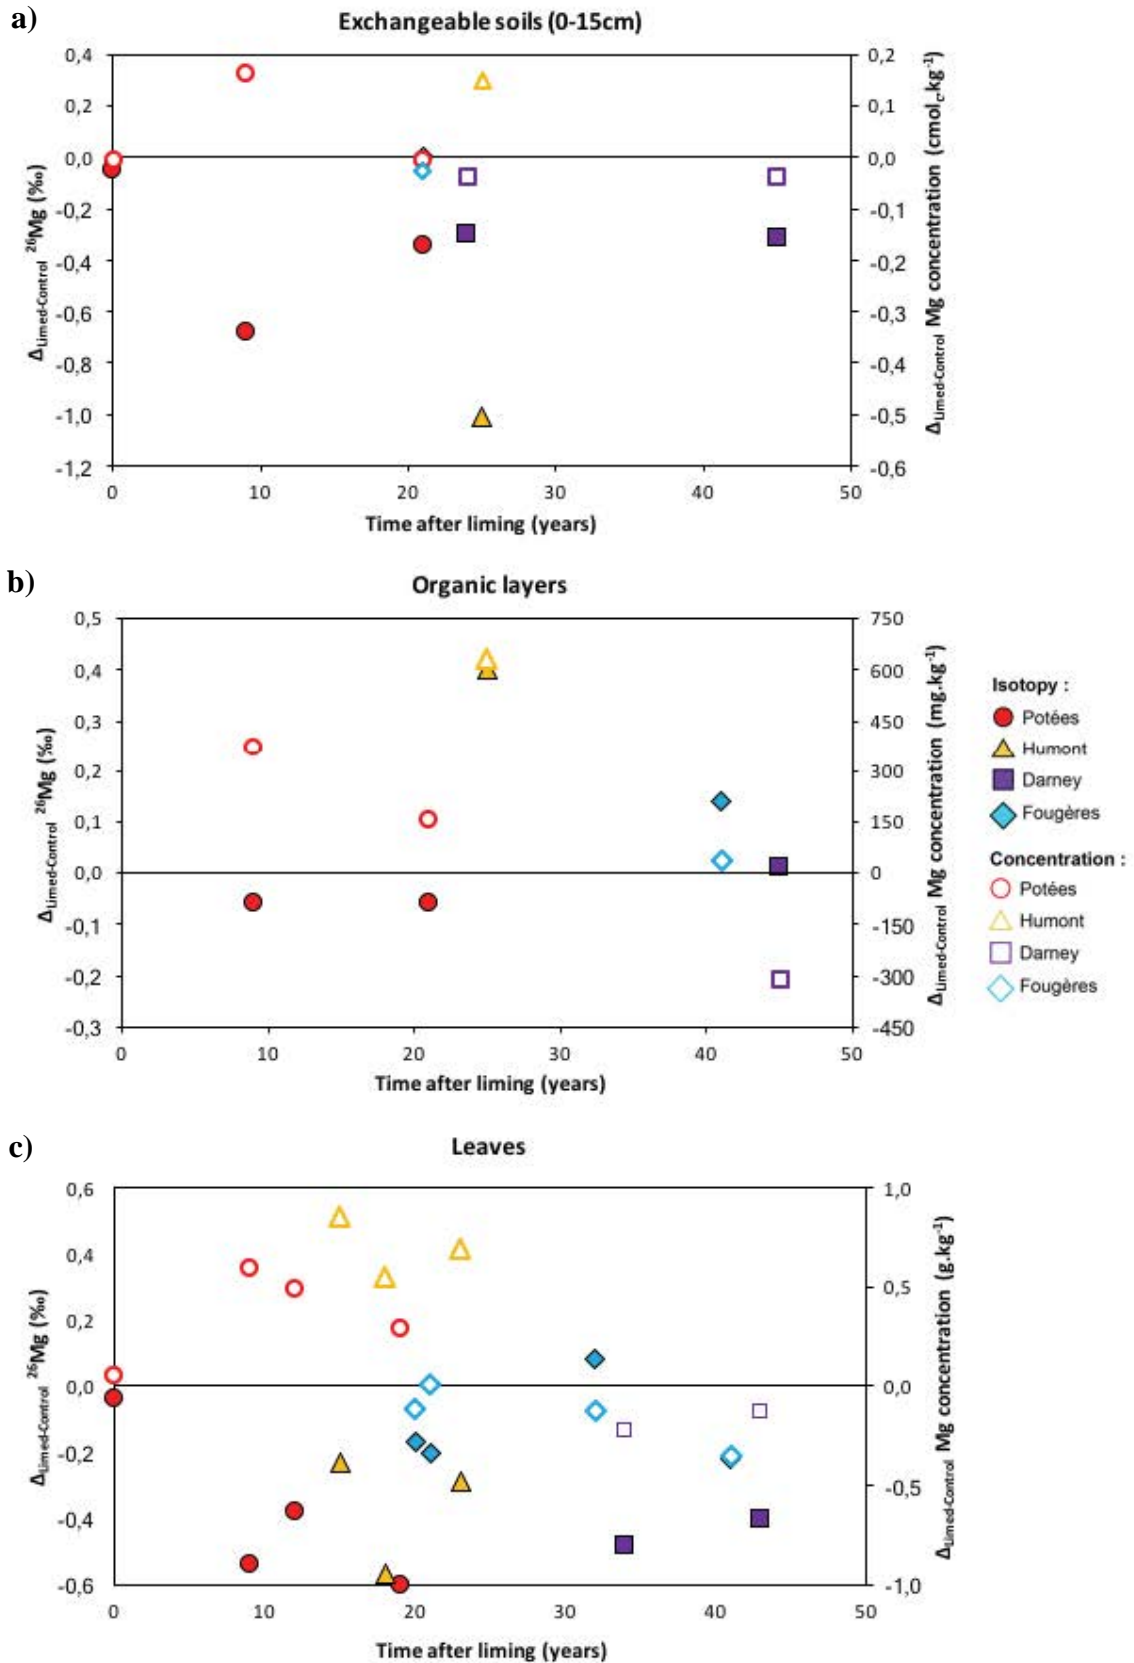 a)
Exchangeable soils (0-15cm)
0,4
0,2
0,0
-0,2
-0,4
-0,6
-0,8
-1,0
-1,2
Δ Limed-Control ²⁶Mg (‰)
0,2
0,1
0,0
-0,1
-0,2
-0,3
-0,4
-0,5
-0,6
Δ Limed-Control Mg concentration (cmol c.kg⁻¹)
0 10 20 30 40 50
Time after liming (years)
b)
Organic layers
0,5
0,4
0,3
0,2
0,1
0,0
-0,1
-0,2
-0,3
Δ Limed-Control ²⁶Mg (‰)
750
600
450
300
150
0
-150
-300
-450
Δ Limed-Control Mg concentration (mg.kg⁻¹)
0 10 20 30 40 50
Time after liming (years)
Isotopy :
Potées
Humont
Darney
Fougères
Concentration :
Potées
Humont
Darney
Fougères
c)
Leaves
0,6
0,4
0,2
0,0
-0,2
-0,4
-0,6
Δ Limed-Control ²⁶Mg (‰)
1,0
0,5
0,0
-0,5
-1,0
Δ Limed-Control Mg concentration (g.kg⁻¹)
0 10 20 30 40 50
Time after liming (years)